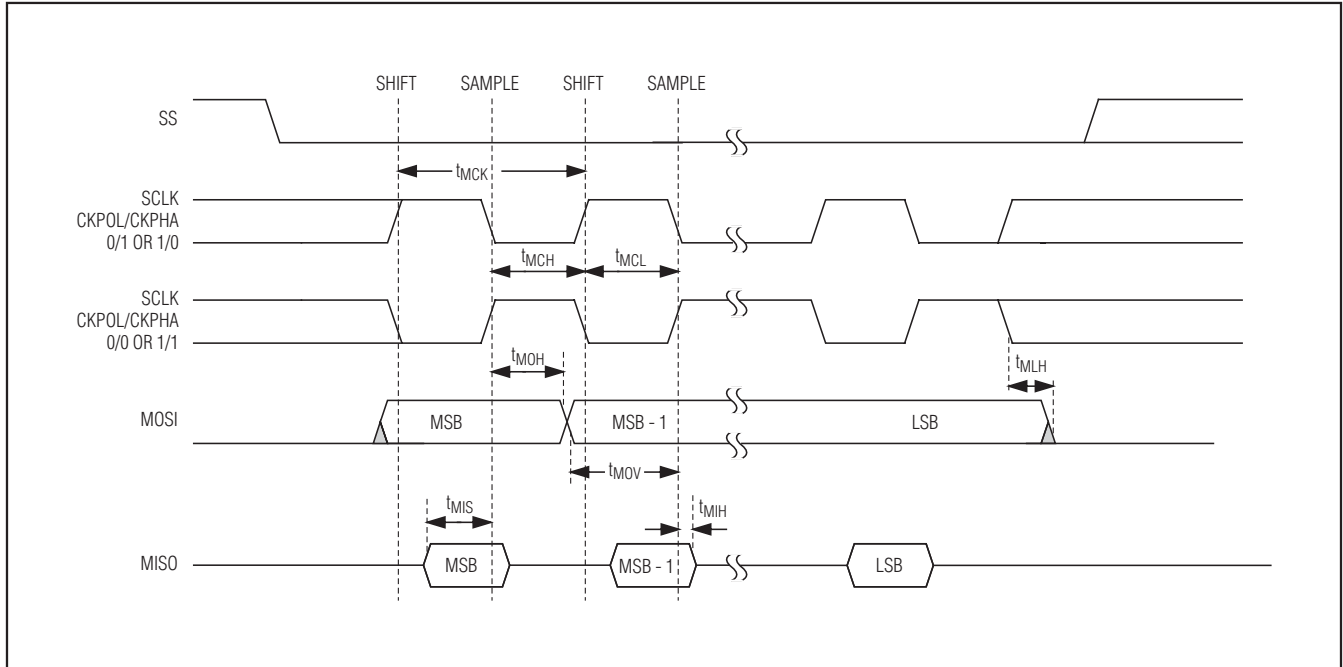 SHIFT SAMPLE SHIFT SAMPLE
SS
tMCK
SCLK
CKPOL/CKPHA
0/1 OR 1/0
tMCH tMCL
SCLK
CKPOL/CKPHA
0/0 OR 1/1
tMOH
tMLH
MOSI MSB MSB - 1 LSB
tMOV
tMIS tMIH
MISO MSB MSB - 1 LSB